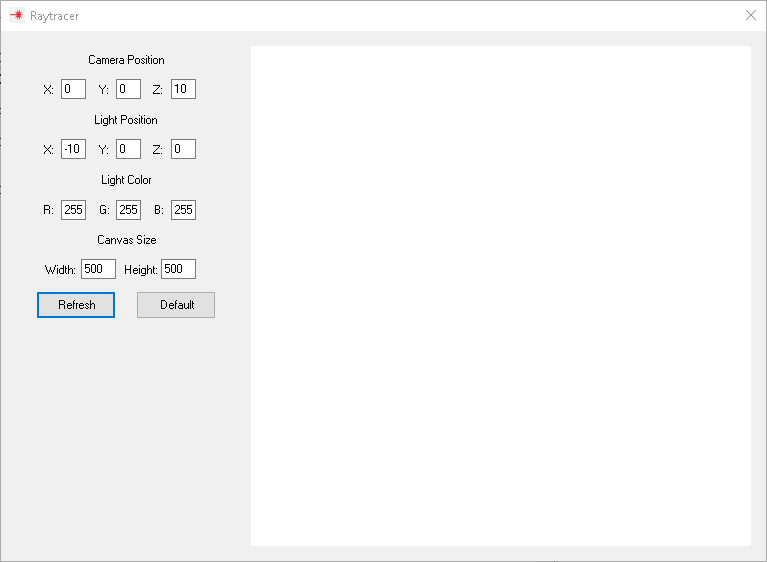 Raytracer
Camera Position
X: 0 Y: 0 Z: 10
Light Position
X: -10 Y: 0 Z: 0
Light Color
R: 255 G: 255 B: 255
Canvas Size
Width: 500 Height: 500
Refresh Default